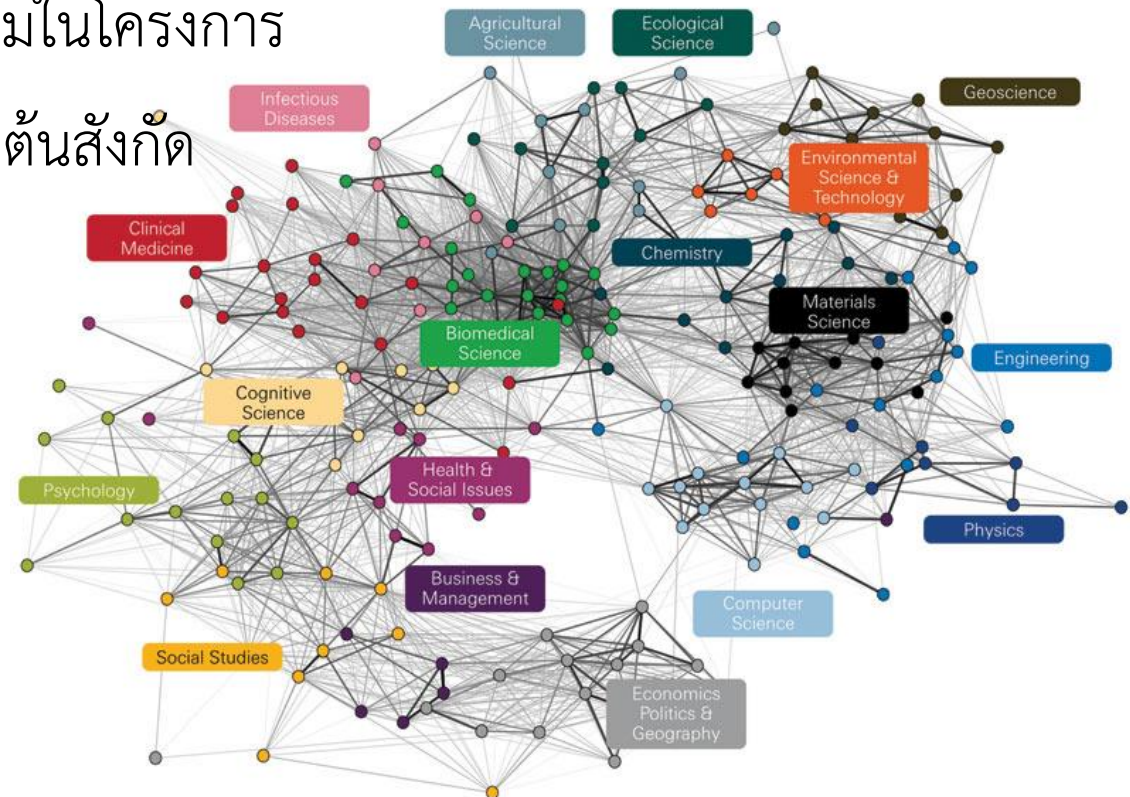 มในโครงการ
ต้นสังกัด
Agricultural
Science
Ecological
Science
Geoscience
Infectious
Diseases
Environmental
Science &
Technology
Clinical
Medicine
Chemistry
Materials
Science
Biomedical
Science
Engineering
Cognitive
Science
Health &
Social Issues
Psychology
Physics
Business &
Management
Computer
Science
Social Studies
Economics
Politics &
Geography